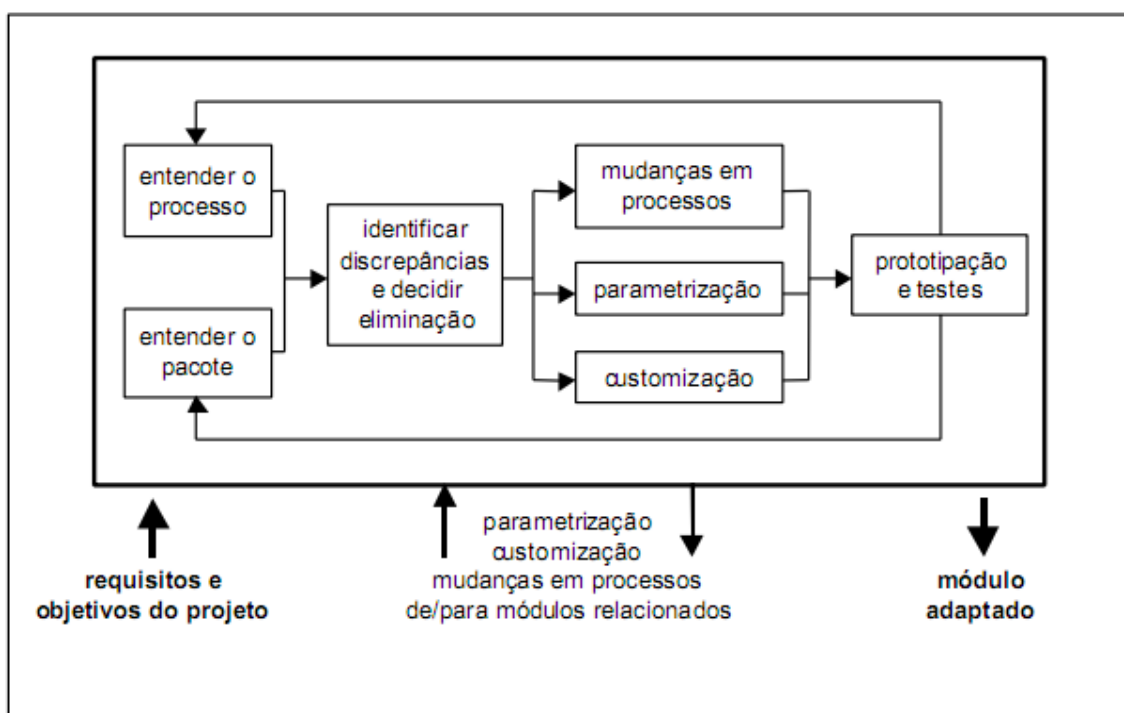 entender o
processo
entender o
pacote
identificar
discrepâncias
e decidir
eliminação
mudanças em
processos
parametrização
customização
prototipação
e testes
requisitos e
objetivos do projeto
parametrização
customização
mudanças em processos
de/para módulos relacionados
módulo
adaptado